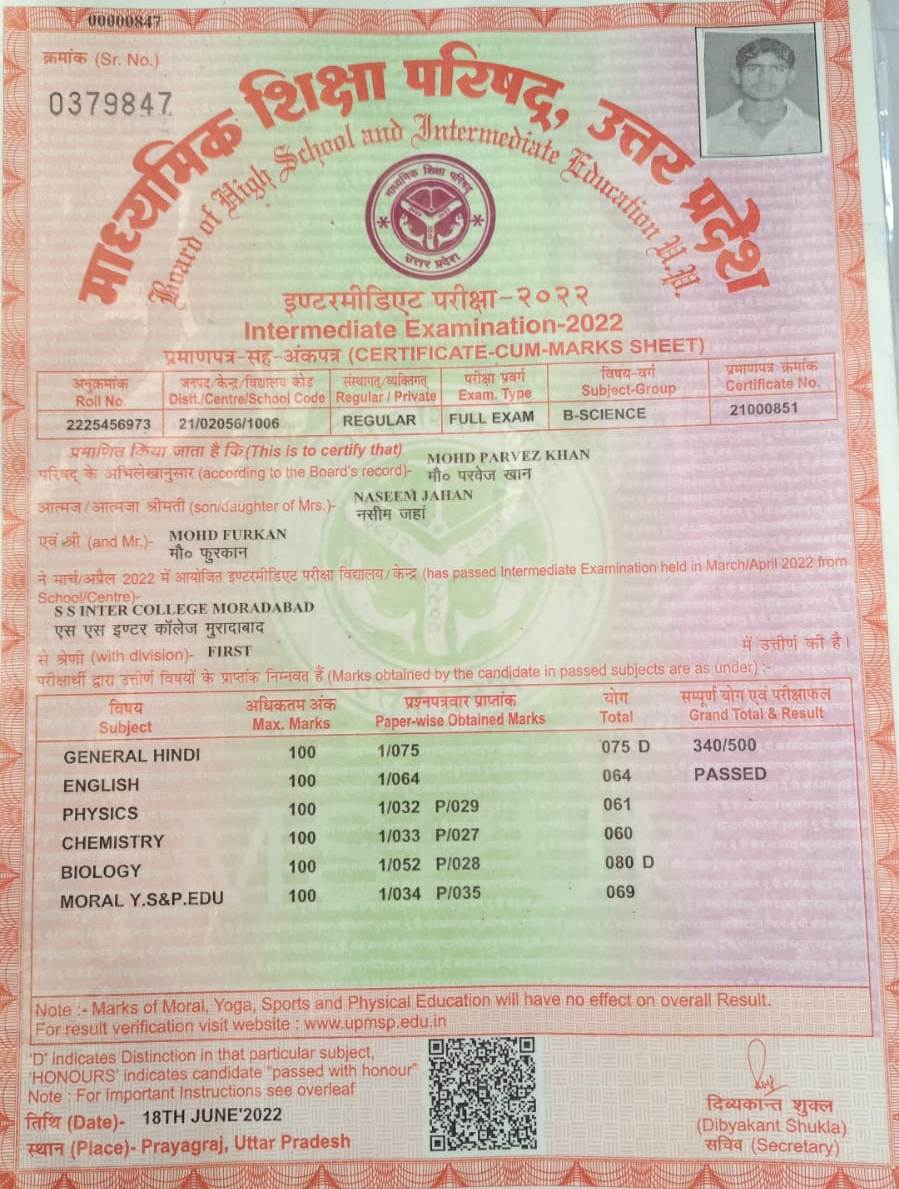 00000847
क्रमांक (Sr. No.)
0379847
माध्यमिक शिक्षा परिषद्, उत्तर प्रदेश
Board of High School and Intermediate Education U.P.
माध्यमिक शिक्षा परिषद्
उत्तर प्रदेश
इण्टरमीडिएट परीक्षा-२०२२
Intermediate Examination-2022
प्रमाणपत्र-सह-अंकपत्र (CERTIFICATE-CUM-MARKS SHEET)
अनुक्रमांक जनपद/केन्द्र/विद्यालय कोड संस्थागत/व्यक्तिगत परीक्षा प्रवर्ग विषय-वर्ग प्रमाणपत्र क्रमांक
Roll No. Distt./Centre/School Code Regular / Private Exam. Type Subject-Group Certificate No.
2225456973 21/02056/1006 REGULAR FULL EXAM B-SCIENCE 21000851
प्रमाणित किया जाता है कि (This is to certify that) MOHD PARVEZ KHAN
परिषद् के अभिलेखानुसार (according to the Board's record)- मौ० परवेज खान
आत्मज/आत्मजा श्रीमती (son/daughter of Mrs.)- NASEEM JAHAN
नसीम जहां
एवं श्री (and Mr.)- MOHD FURKAN
मौ० फुरकान
ने मार्च/अप्रैल 2022 में आयोजित इण्टरमीडिएट परीक्षा विद्यालय/केन्द्र (has passed Intermediate Examination held in March/April 2022 from
School/Centre)-
S S INTER COLLEGE MORADABAD
एस एस इण्टर कॉलेज मुरादाबाद
से श्रेणी (with division)- FIRST में उत्तीर्ण की है।
परीक्षार्थी द्वारा उत्तीर्ण विषयों के प्राप्तांक निम्नवत हैं (Marks obtained by the candidate in passed subjects are as under) :-
विषय अधिकतम अंक प्रश्नपत्रवार प्राप्तांक योग सम्पूर्ण योग एवं परीक्षाफल
Subject Max. Marks Paper-wise Obtained Marks Total Grand Total & Result
GENERAL HINDI 100 1/075 075 D 340/500
ENGLISH 100 1/064 064 PASSED
PHYSICS 100 1/032 P/029 061
CHEMISTRY 100 1/033 P/027 060
BIOLOGY 100 1/052 P/028 080 D
MORAL Y.S&P.EDU 100 1/034 P/035 069
Note :- Marks of Moral, Yoga, Sports and Physical Education will have no effect on overall Result.
For result verification visit website : www.upmsp.edu.in
'D' indicates Distinction in that particular subject,
'HONOURS' indicates candidate "passed with honour"
Note : For Important Instructions see overleaf
तिथि (Date)- 18TH JUNE'2022
स्थान (Place)- Prayagraj, Uttar Pradesh
दिव्यकान्त शुक्ल
(Dibyakant Shukla)
सचिव (Secretary)